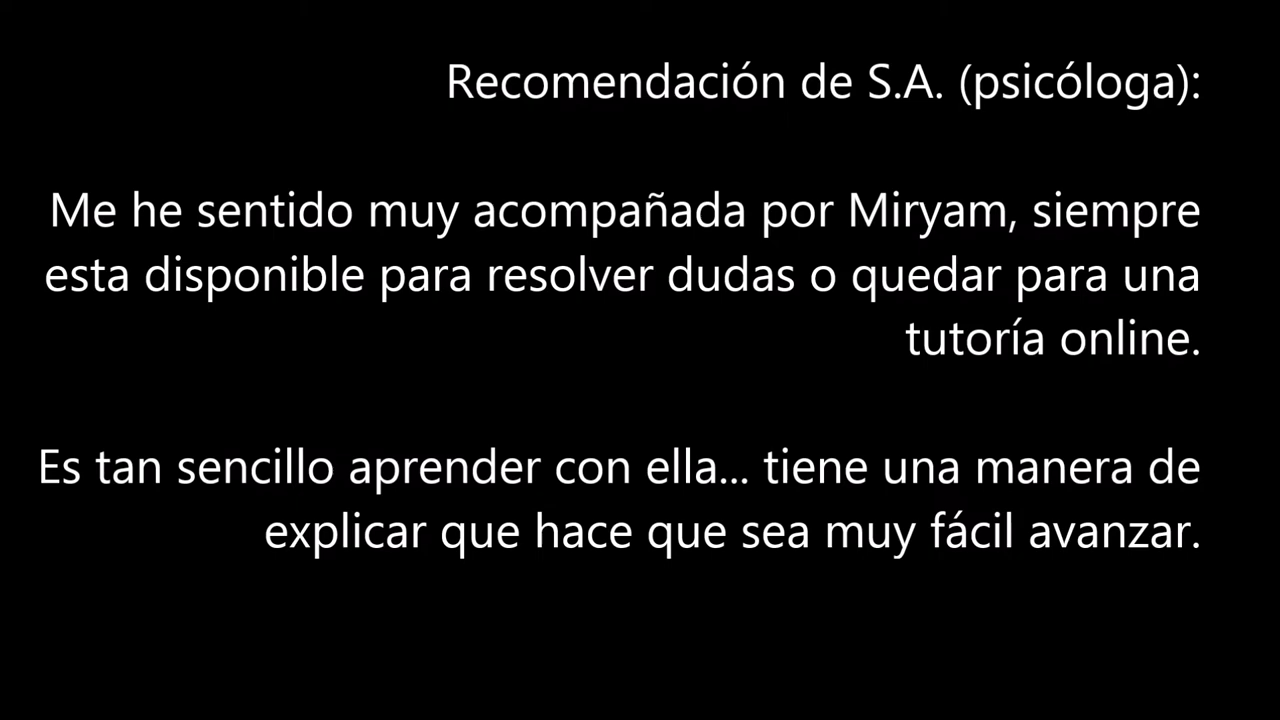 Recomendación de S.A. (psicóloga):
Me he sentido muy acompañada por Miryam, siempre
esta disponible para resolver dudas o quedar para una
tutoría online.
Es tan sencillo aprender con ella... tiene una manera de
explicar que hace que sea muy fácil avanzar.